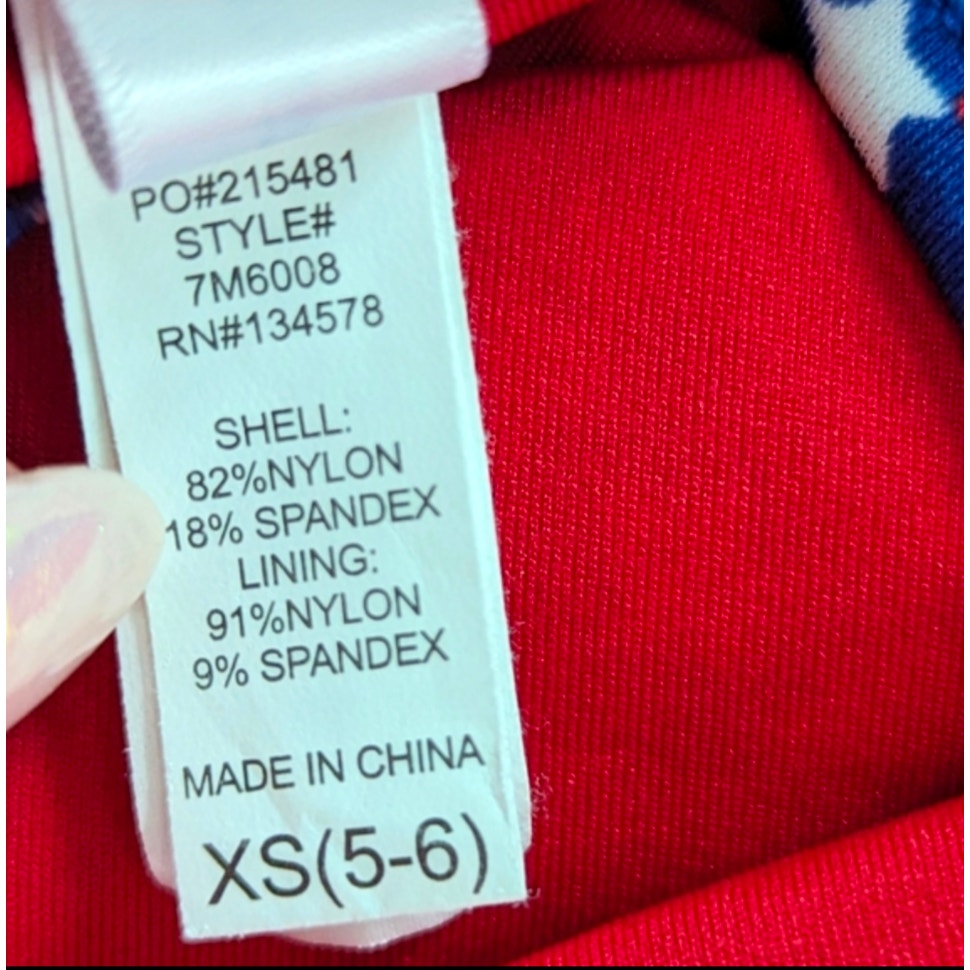 PO#215481
STYLE#
7M6008
RN#134578
SHELL:
82%NYLON
18% SPANDEX
LINING:
91%NYLON
9% SPANDEX
MADE IN CHINA
XS(5-6)